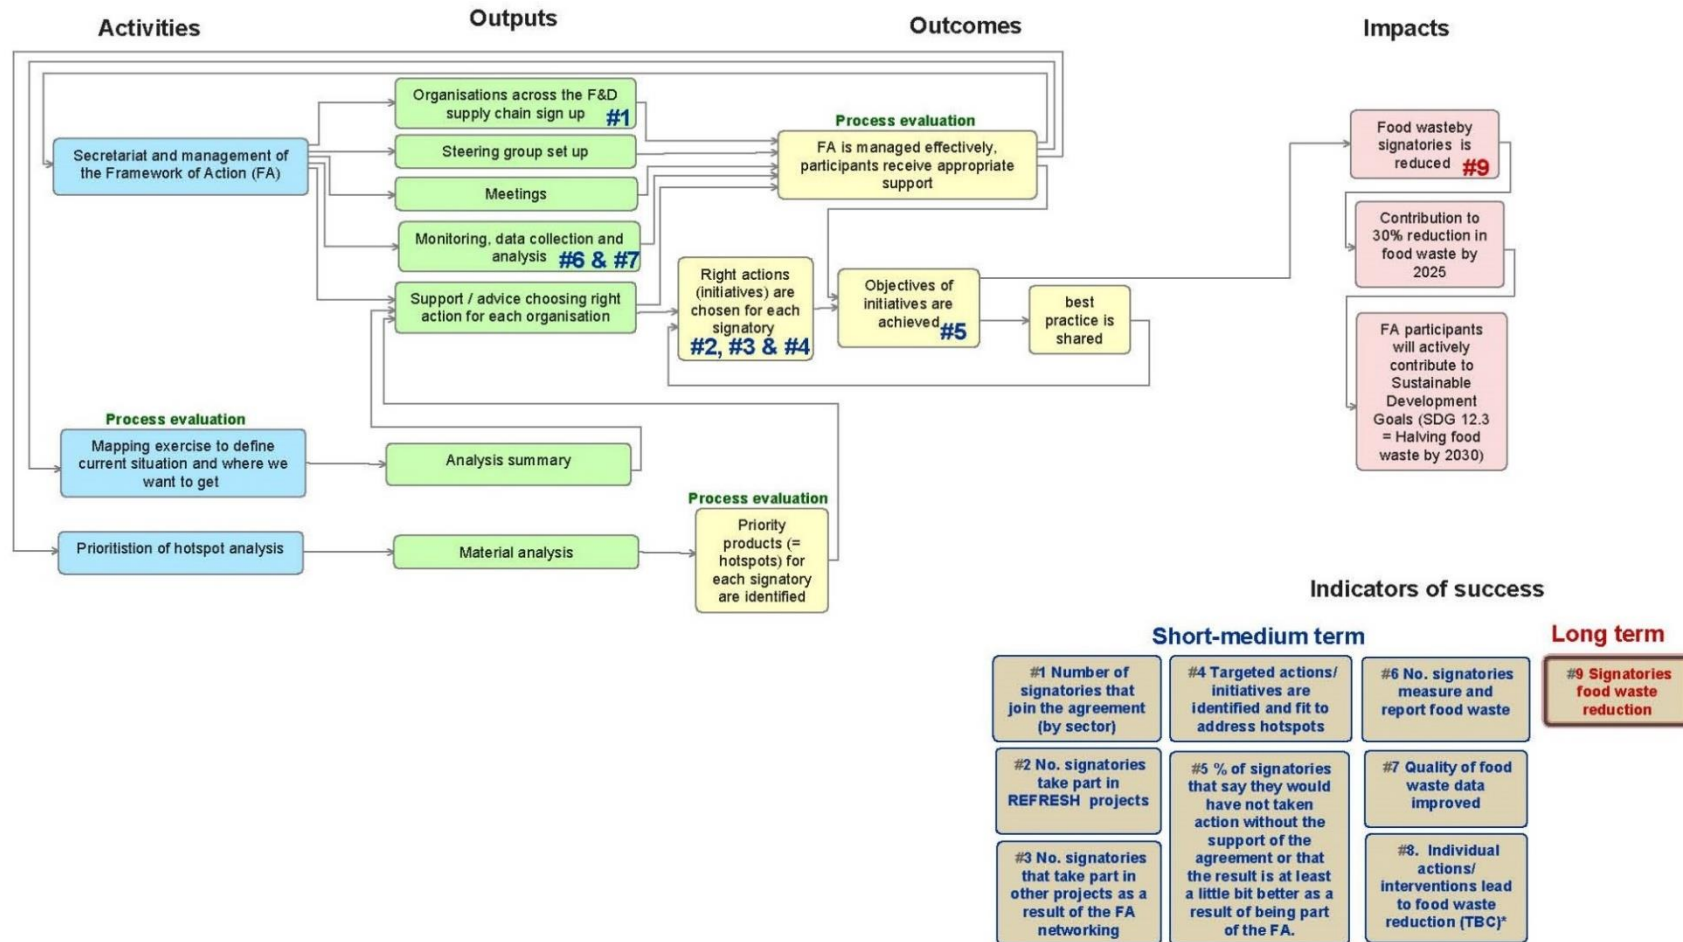 Activities
Outputs
Outcomes
Impacts
Secretariat and management of
the Framework of Action (FA)
Organisations across the F&D
supply chain sign up
#1
Steering group set up
Meetings
Monitoring, data collection and
analysis
#6 & #7
Support / advice choosing right
action for each organisation
Process evaluation
FA is managed effectively,
participants receive appropriate
support
Right actions
(initiatives) are
chosen for each
signatory
#2, #3 & #4
Objectives of
initiatives are
achieved
#5
best
practice is
shared
Food wasteby
signatories is
reduced
#9
Contribution to
30% reduction in
food waste by
2025
FA participants
will actively
contribute to
Sustainable
Development
Goals (SDG 12.3
= Halving food
waste by 2030)
Process evaluation
Mapping exercise to define
current situation and where we
want to get
Analysis summary
Prioritistion of hotspot analysis
Material analysis
Process evaluation
Priority
products (=
hotspots) for
each signatory
are identified
Indicators of success
Short-medium term
Long term
#1 Number of
signatories that
join the agreement
(by sector)
#2 No. signatories
take part in
REFRESH projects
#3 No. signatories
that take part in
other projects as a
result of the FA
networking
#4 Targeted actions/
initiatives are
identified and fit to
address hotspots
#5 % of signatories
that say they would
have not taken
action without the
support of the
agreement or that
the result is at least
a little bit better as a
result of being part
of the FA.
#6 No. signatories
measure and
report food waste
#7 Quality of food
waste data
improved
#8. Individual
actions/
interventions lead
to food waste
reduction (TBC)*
#9 Signatories
food waste
reduction